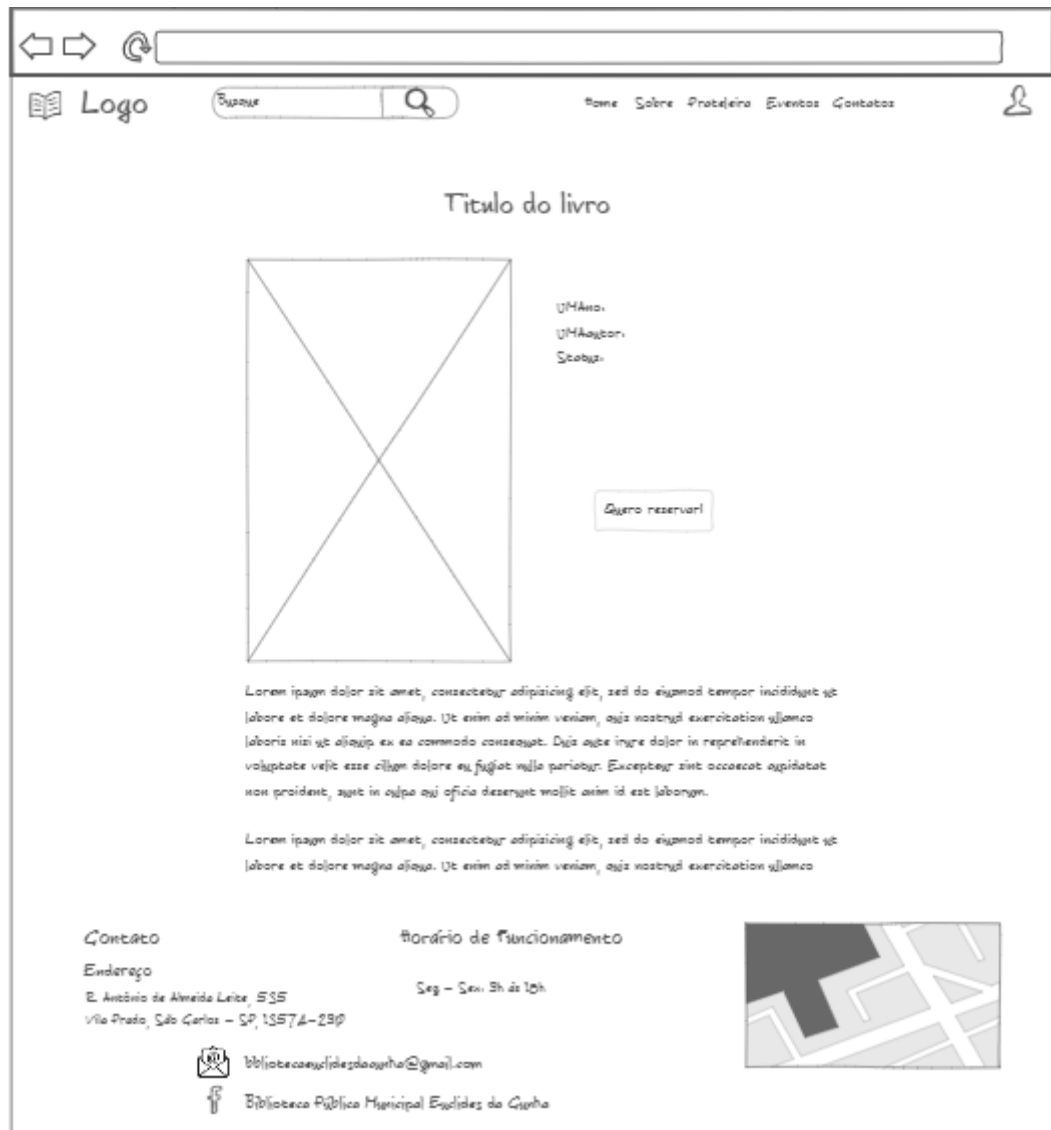 Logo
Busque
Home Sobre Prateleira Eventos Contatos
Titulo do livro
Ano:
autor:
Status:
Quero reservar!
Lorem ipsum dolor sit amet, consectetur adipisicing elit, sed do eiusmod tempor incididunt ut
labore et dolore magna aliqua. Ut enim ad minim veniam, quis nostrud exercitation ullamco
laboris nisi ut aliquip ex ea commodo consequat. Duis aute irure dolor in reprehenderit in
voluptate velit esse cillum dolore eu fugiat nulla pariatur. Excepteur sint occaecat cupidatat
non proident, sunt in culpa qui oficia deserunt mollit anim id est laborum.
Lorem ipsum dolor sit amet, consectetur adipisicing elit, sed do eiusmod tempor incididunt ut
labore et dolore magna aliqua. Ut enim ad minim veniam, quis nostrud exercitation ullamco
Contato
Endereço
R. Antônio de Almeida Leite, 535
Vila Prado, São Carlos – SP, 13574-230
Horário de Funcionamento
Seg – Sex: às
bbliotecaeuclidesdacunha@gmail.com
Biblioteca Pública Municipal Euclides da Cunha